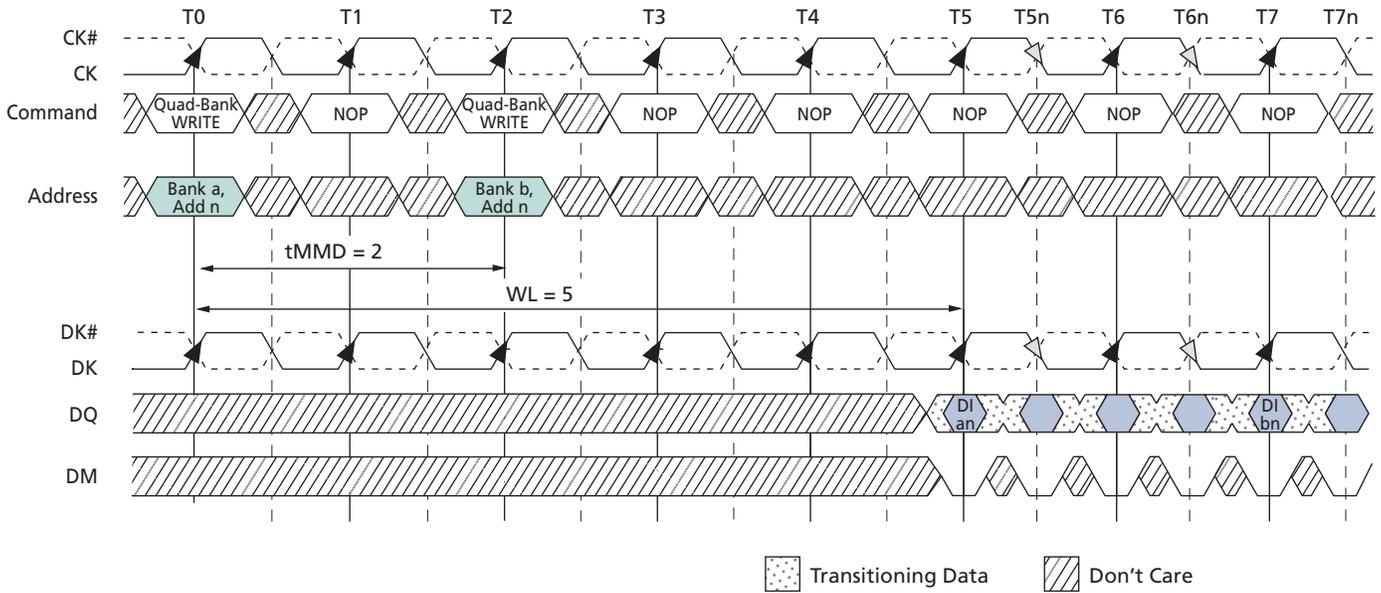 T0 T1 T2 T3 T4 T5 T5n T6 T6n T7 T7n
CK#
CK
Command Quad-Bank WRITE NOP Quad-Bank WRITE NOP NOP NOP NOP NOP
Address Bank a, Add n Bank b, Add n
tMMD = 2
WL = 5
DK#
DK
DQ DI an DI bn
DM
Transitioning Data Don't Care